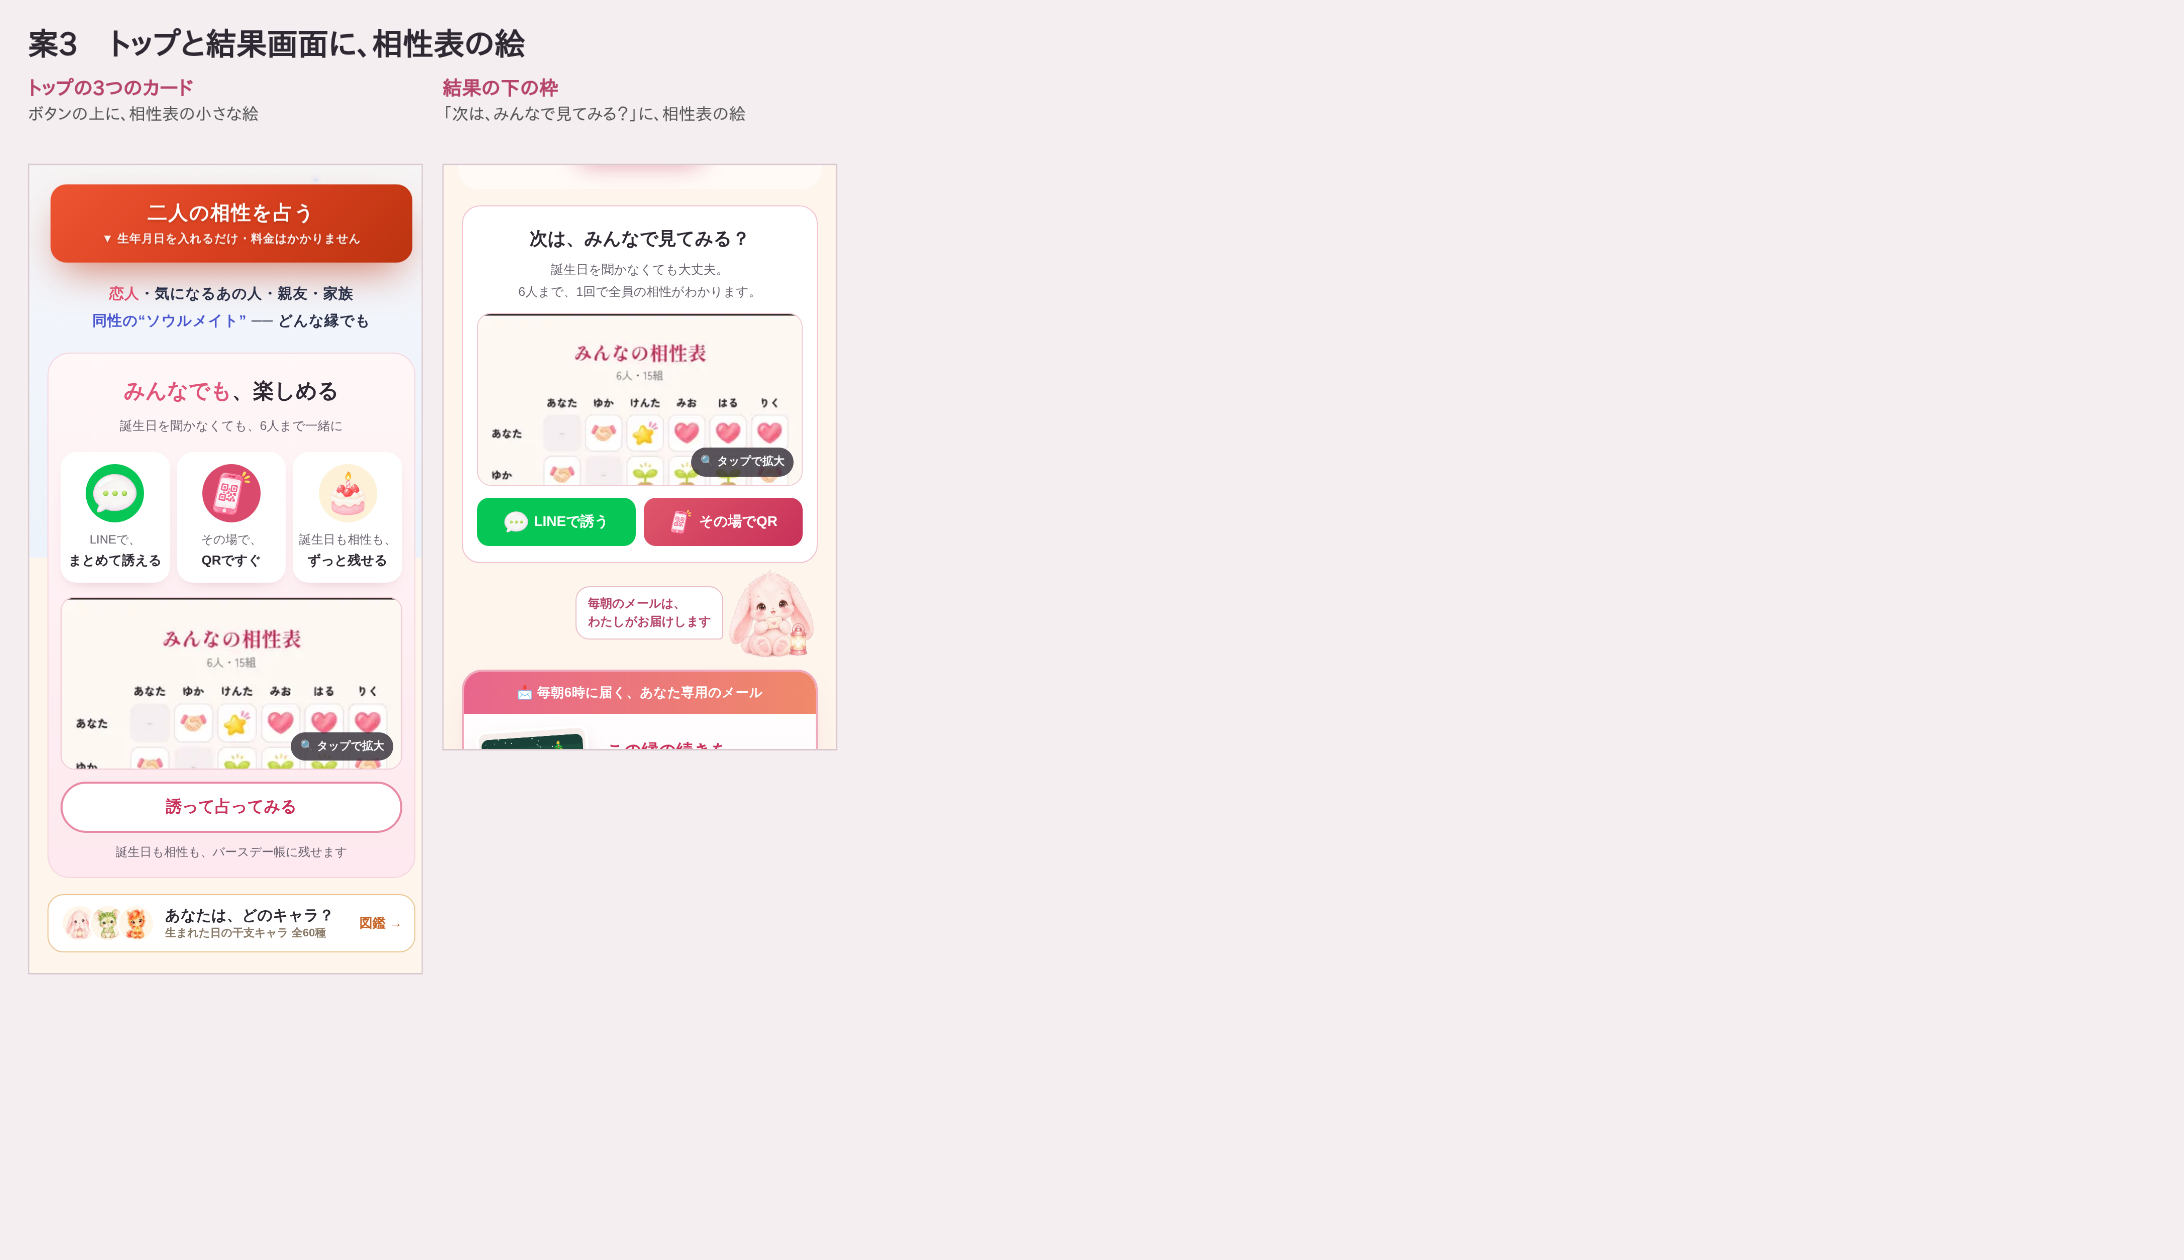 案3　トップと結果画面に、相性表の絵
トップの3つのカード
ボタンの上に、相性表の小さな絵
二人の相性を占う
▼ 生年月日を入れるだけ・料金はかかりません
恋人・気になるあの人・親友・家族
同性の“ソウルメイト” ── どんな縁でも
みんなでも、楽しめる
誕生日を聞かなくても、6人まで一緒に
LINEで、
まとめて誘える
その場で、
QRですぐ
誕生日も相性も、
ずっと残せる
みんなの相性表
6人・15組
あなた ゆか けんた みお はる りく
あなた
ゆか
🔍 タップで拡大
誘って占ってみる
誕生日も相性も、バースデー帳に残せます
あなたは、どのキャラ？
生まれた日の干支キャラ 全60種
図鑑 →
結果の下の枠
「次は、みんなで見てみる？」に、相性表の絵
次は、みんなで見てみる？
誕生日を聞かなくても大丈夫。
6人まで、1回で全員の相性がわかります。
みんなの相性表
6人・15組
あなた ゆか けんた みお はる りく
あなた
ゆか
🔍 タップで拡大
LINEで誘う
その場でQR
毎朝のメールは、
わたしがお届けします
📩 毎朝6時に届く、あなた専用のメール
この縁の続きを